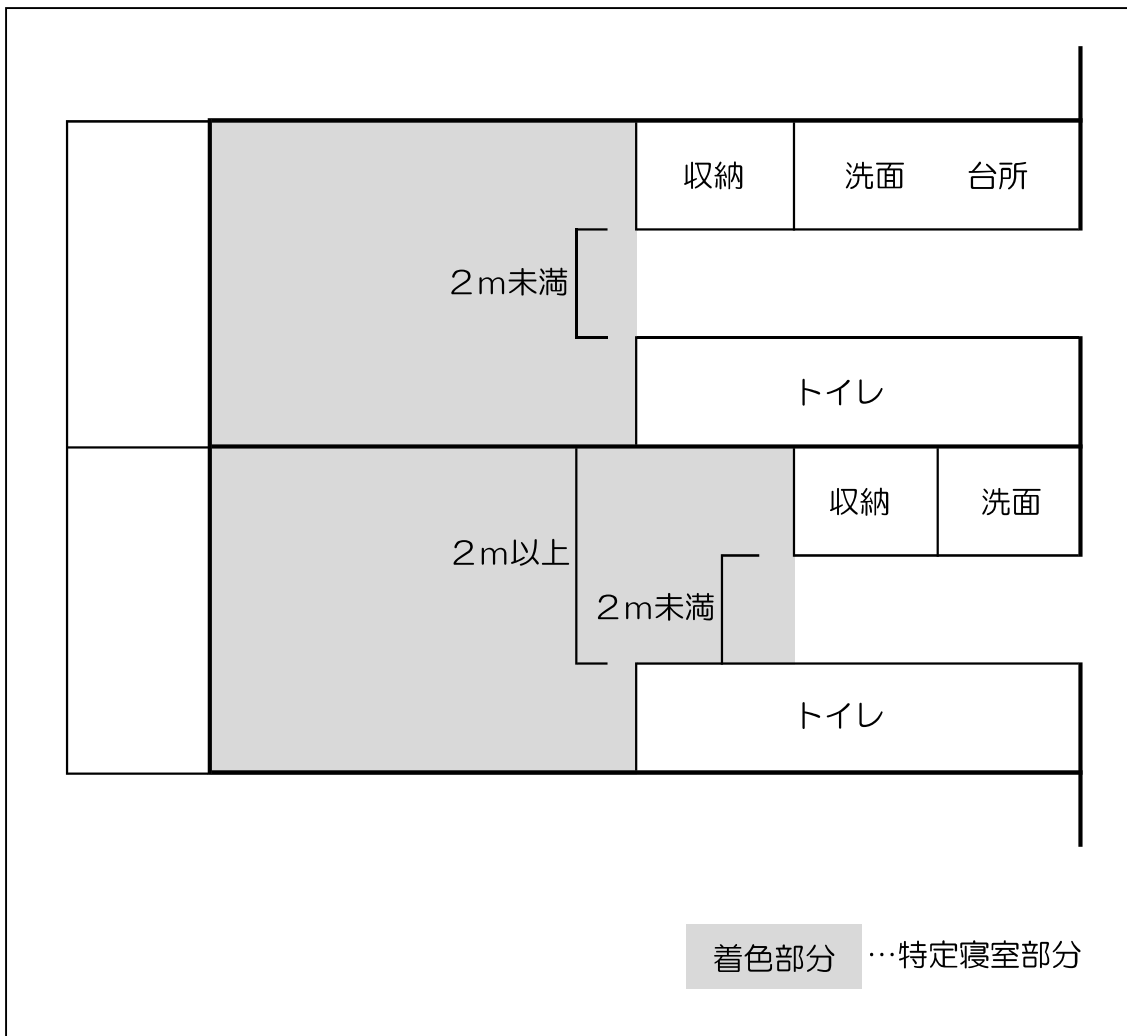 収納
洗面 台所
２ｍ未満
トイレ
収納
洗面
２ｍ以上
２ｍ未満
トイレ
着色部分 …特定寝室部分